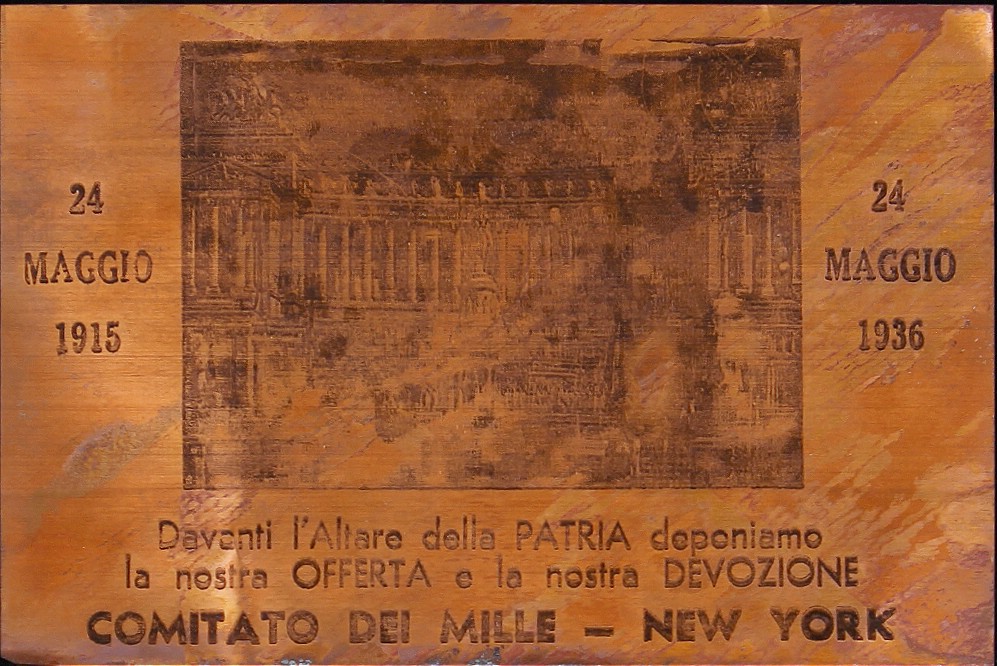 24
MAGGIO
1915
24
MAGGIO
1936
Davanti l'Altare della PATRIA deponiamo
la nostra OFFERTA e la nostra DEVOZIONE
COMITATO DEI MILLE – NEW YORK